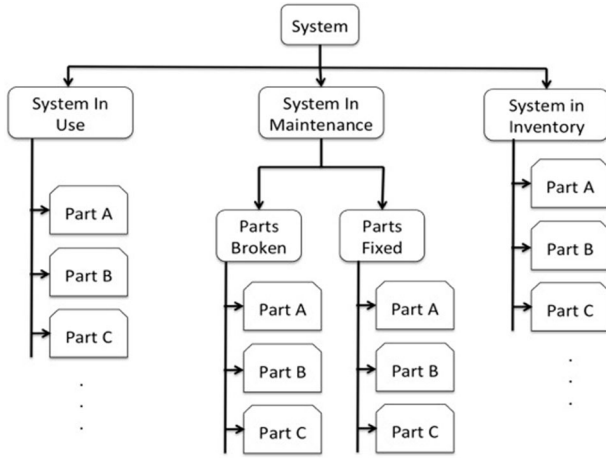 System
System In
Use
System In
Maintenance
System in
Inventory
Part A
Part B
Part C
Parts
Broken
Part A
Part B
Part C
Parts
Fixed
Part A
Part B
Part C
Part A
Part B
Part C